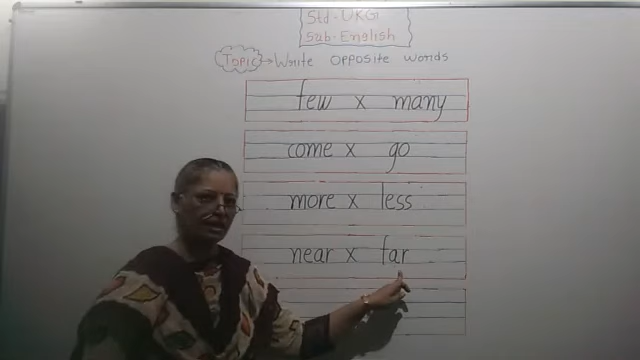 Std-UKG
Sub-English
Topic → Write opposite words
few x many
come x go
more x less
near x far